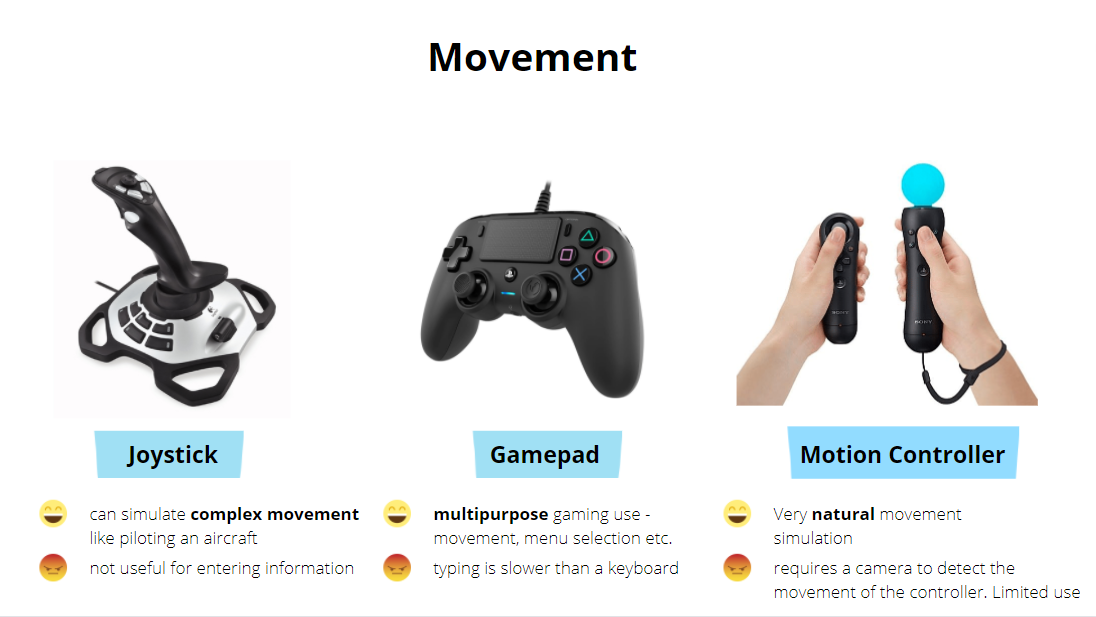 Movement
SONY
SONY
Joystick
Gamepad
Motion Controller
can simulate complex movement
like piloting an aircraft
not useful for entering information
multipurpose gaming use -
movement, menu selection etc.
typing is slower than a keyboard
Very natural movement
simulation
requires a camera to detect the
movement of the controller. Limited use